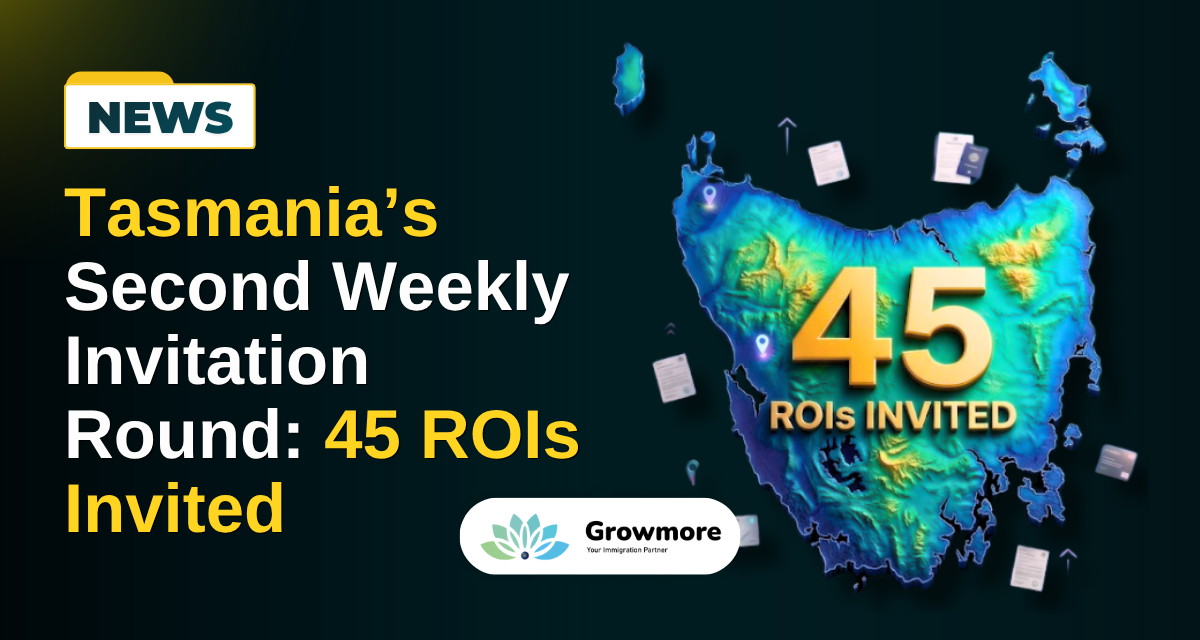 NEWS
Tasmania’s
Second Weekly
Invitation
Round: 45 ROIs
Invited
45
ROIs INVITED
Growmore
Your Immigration Partner